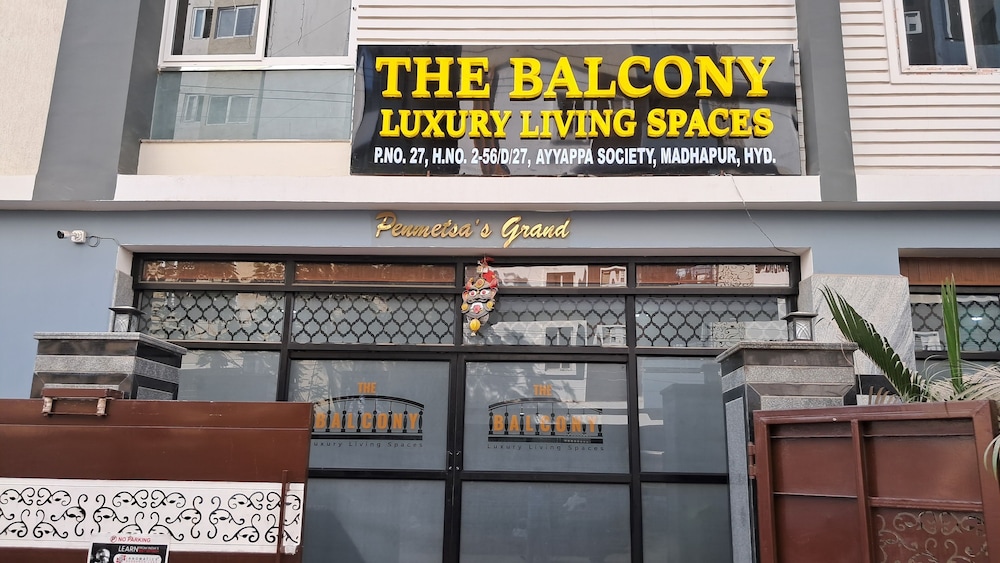 THE BALCONY
LUXURY LIVING SPACES
P.NO. 27, H.NO. 2-56/D/27, AYYAPPA SOCIETY, MADHAPUR, HYD.
Penmetsa's Grand
THE
BALCONY
Luxury Living Spaces
THE
BALCONY
Luxury Living Spaces
NO PARKING
LEARN